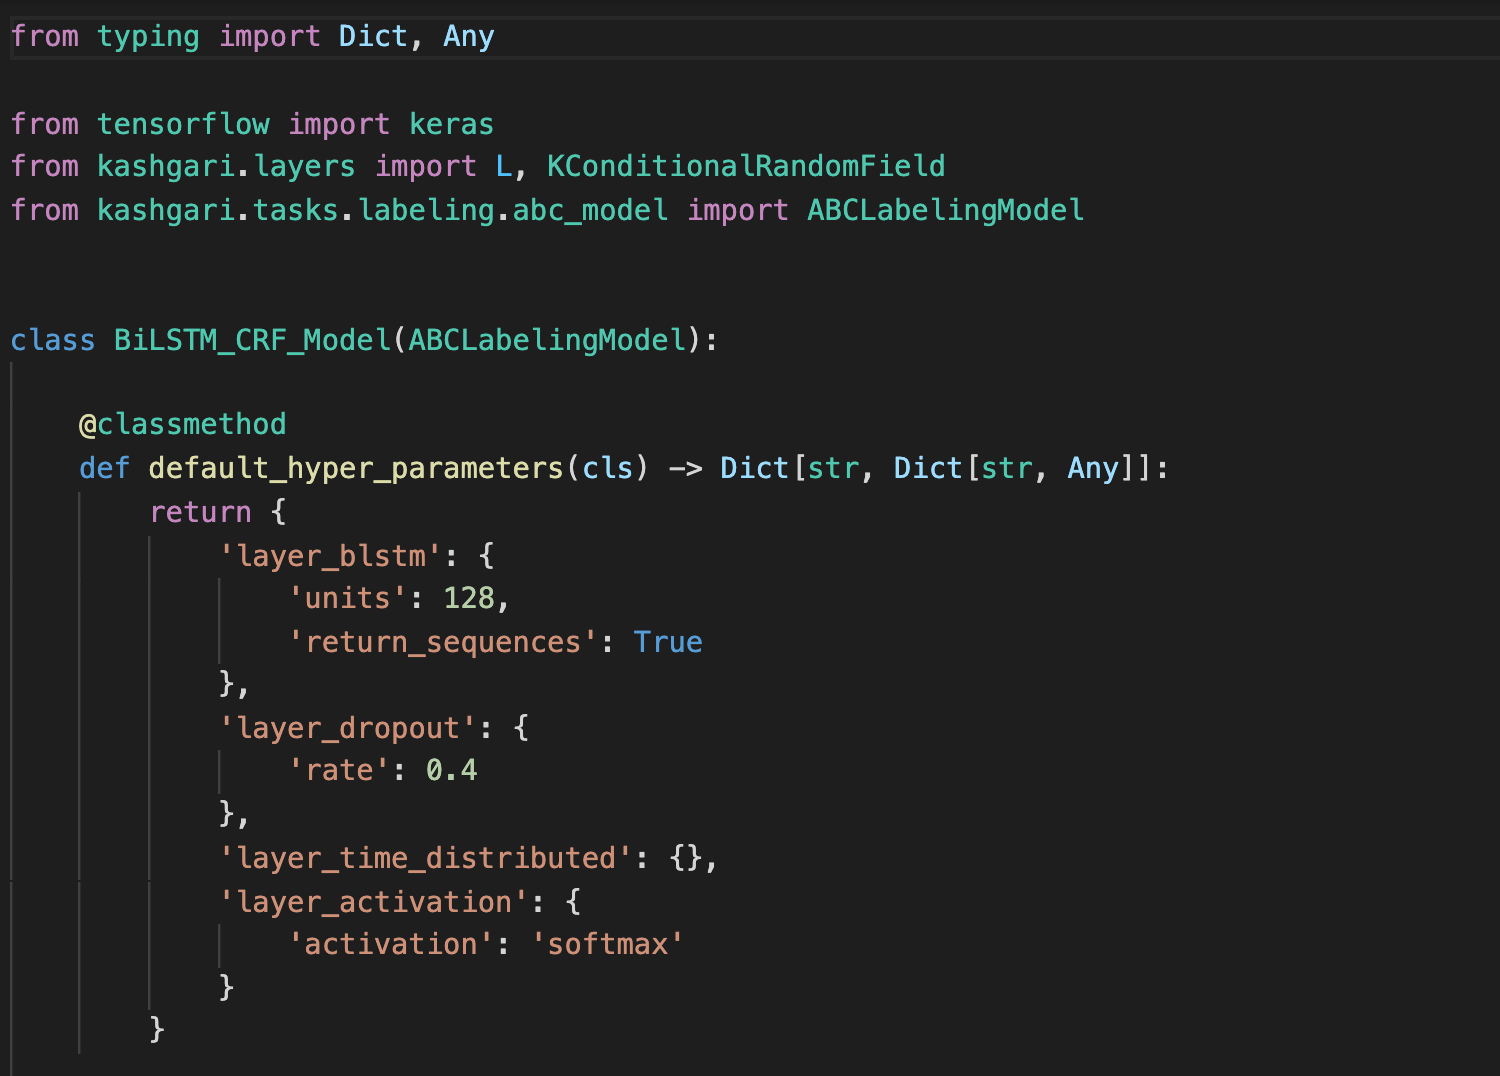 from typing import Dict, Any
from tensorflow import keras
from kashgari.layers import L, KConditionalRandomField
from kashgari.tasks.labeling.abc_model import ABCLabelingModel
class BiLSTM_CRF_Model(ABCLabelingModel):
@classmethod
def default_hyper_parameters(cls) -> Dict[str, Dict[str, Any]]:
return {
'layer_blstm': {
'units': 128,
'return_sequences': True
},
'layer_dropout': {
'rate': 0.4
},
'layer_time_distributed': {},
'layer_activation': {
'activation': 'softmax'
}
}